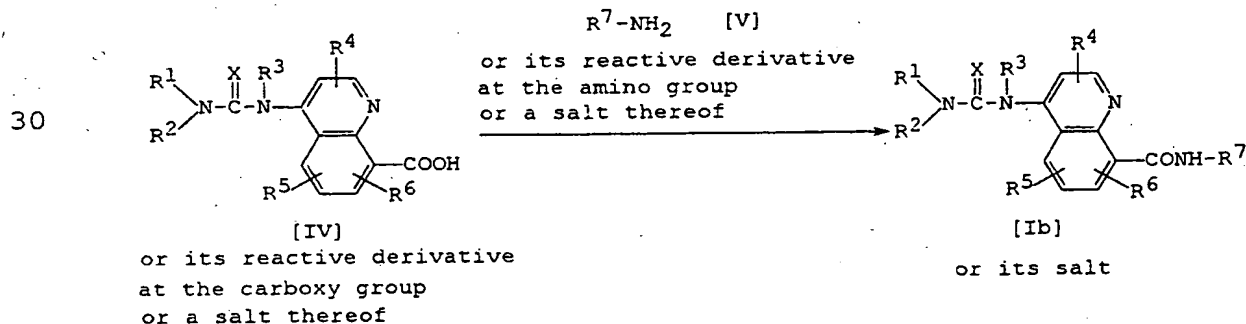 R7-NH2 [V]
or its reactive derivative
at the amino group
or a salt thereof
30
R1
R2
N
C
X
N
R3
R4
N
COOH
R5
R6
[IV]
or its reactive derivative
at the carboxy group
or a salt thereof
R1
R2
N
C
X
N
R3
R4
N
CONH-R7
R5
R6
[Ib]
or its salt